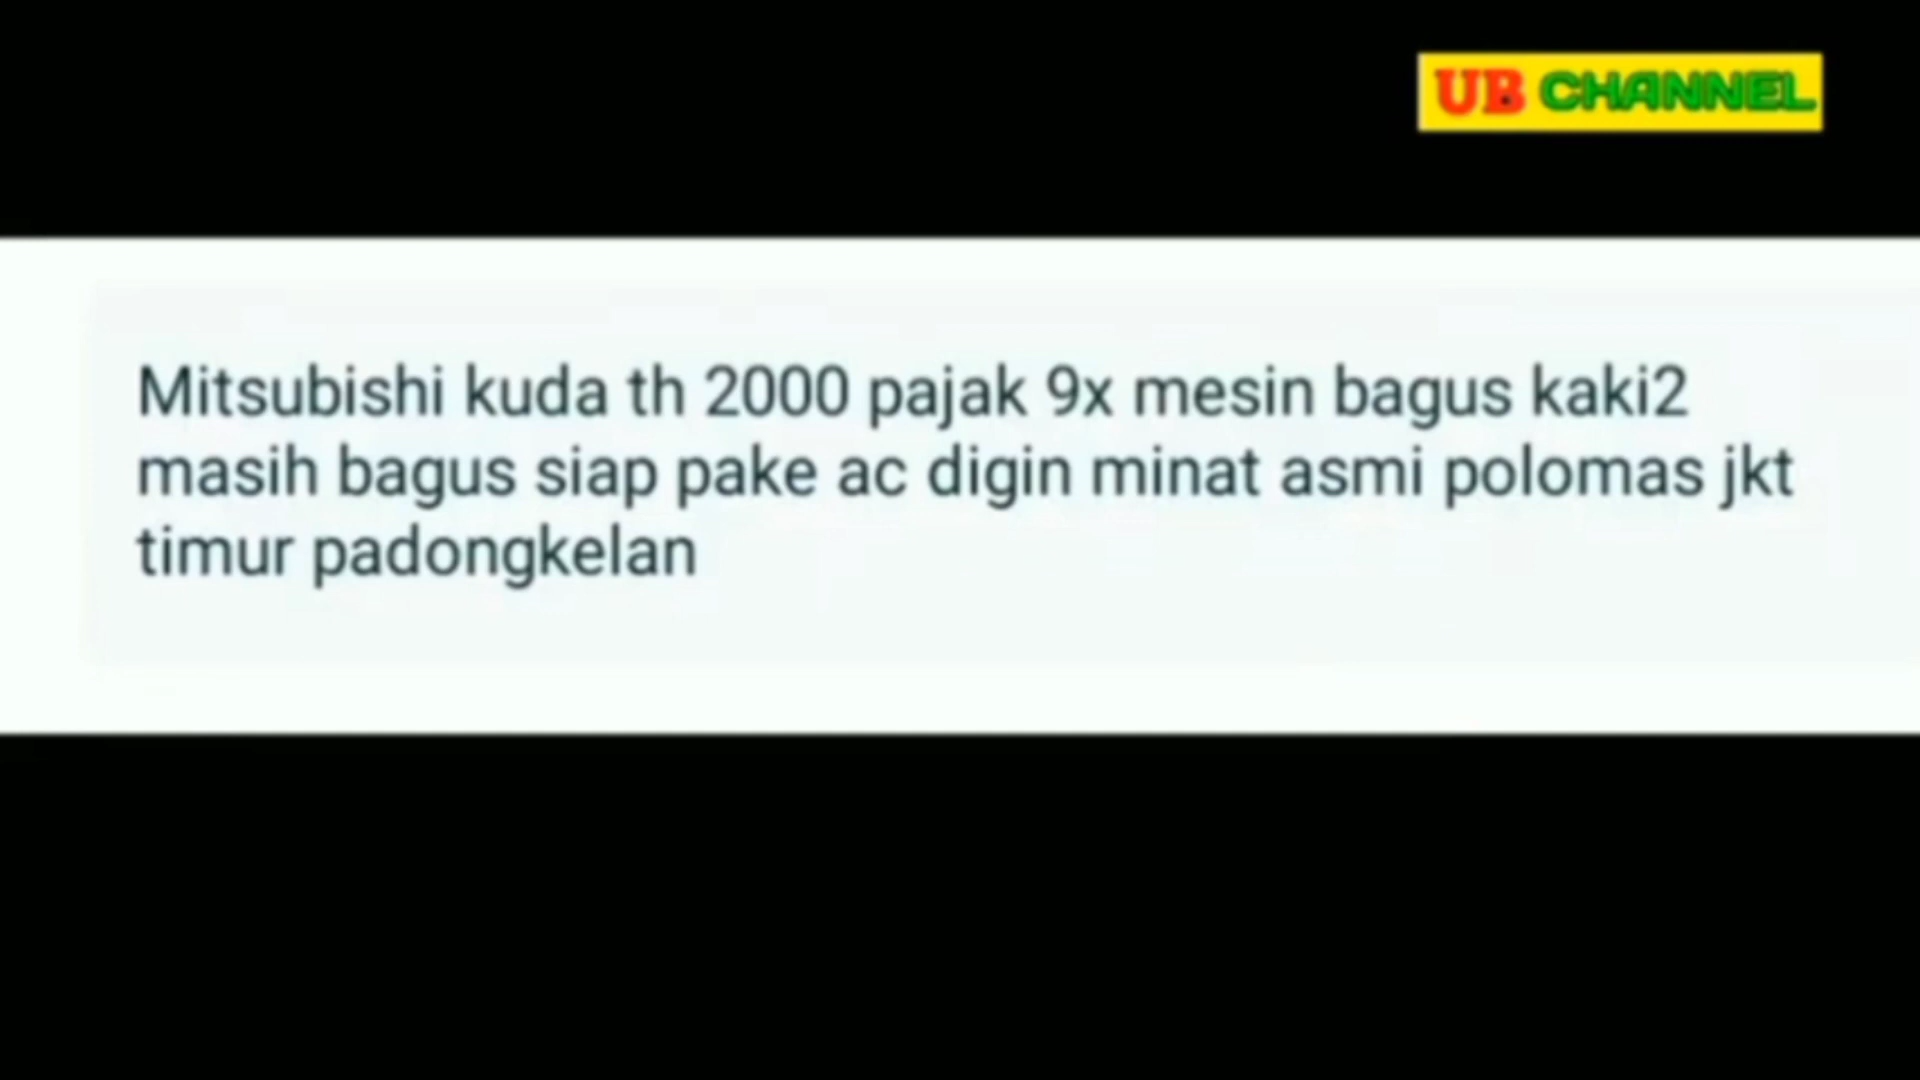 UB CHANNEL
Mitsubishi kuda th 2000 pajak 9x mesin bagus kaki2
masih bagus siap pake ac digin minat asmi polomas jkt
timur padongkelan